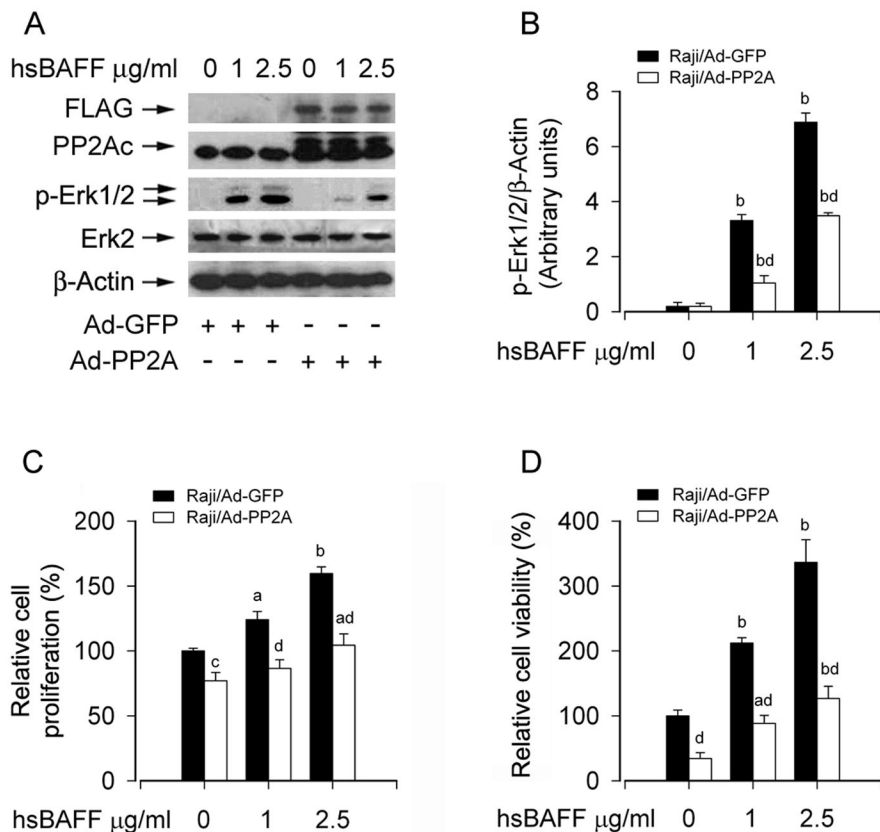 A
hsBAFF μg/ml 0 1 2.5 0 1 2.5
FLAG
PP2Ac
p-Erk1/2
Erk2
β-Actin
Ad-GFP + + + - - -
Ad-PP2A - - - + + +
B
Raji/Ad-GFP
Raji/Ad-PP2A
p-Erk1/2/β-Actin
(Arbitrary units)
8
6
4
2
0
b
b
bd
bd
hsBAFF μg/ml 0 1 2.5
C
Raji/Ad-GFP
Raji/Ad-PP2A
Relative cell
proliferation (%)
200
150
100
50
0
b
a
ad
d
c
hsBAFF μg/ml 0 1 2.5
D
Raji/Ad-GFP
Raji/Ad-PP2A
Relative cell viability (%)
400
300
200
100
0
b
b
bd
ad
d
hsBAFF μg/ml 0 1 2.5